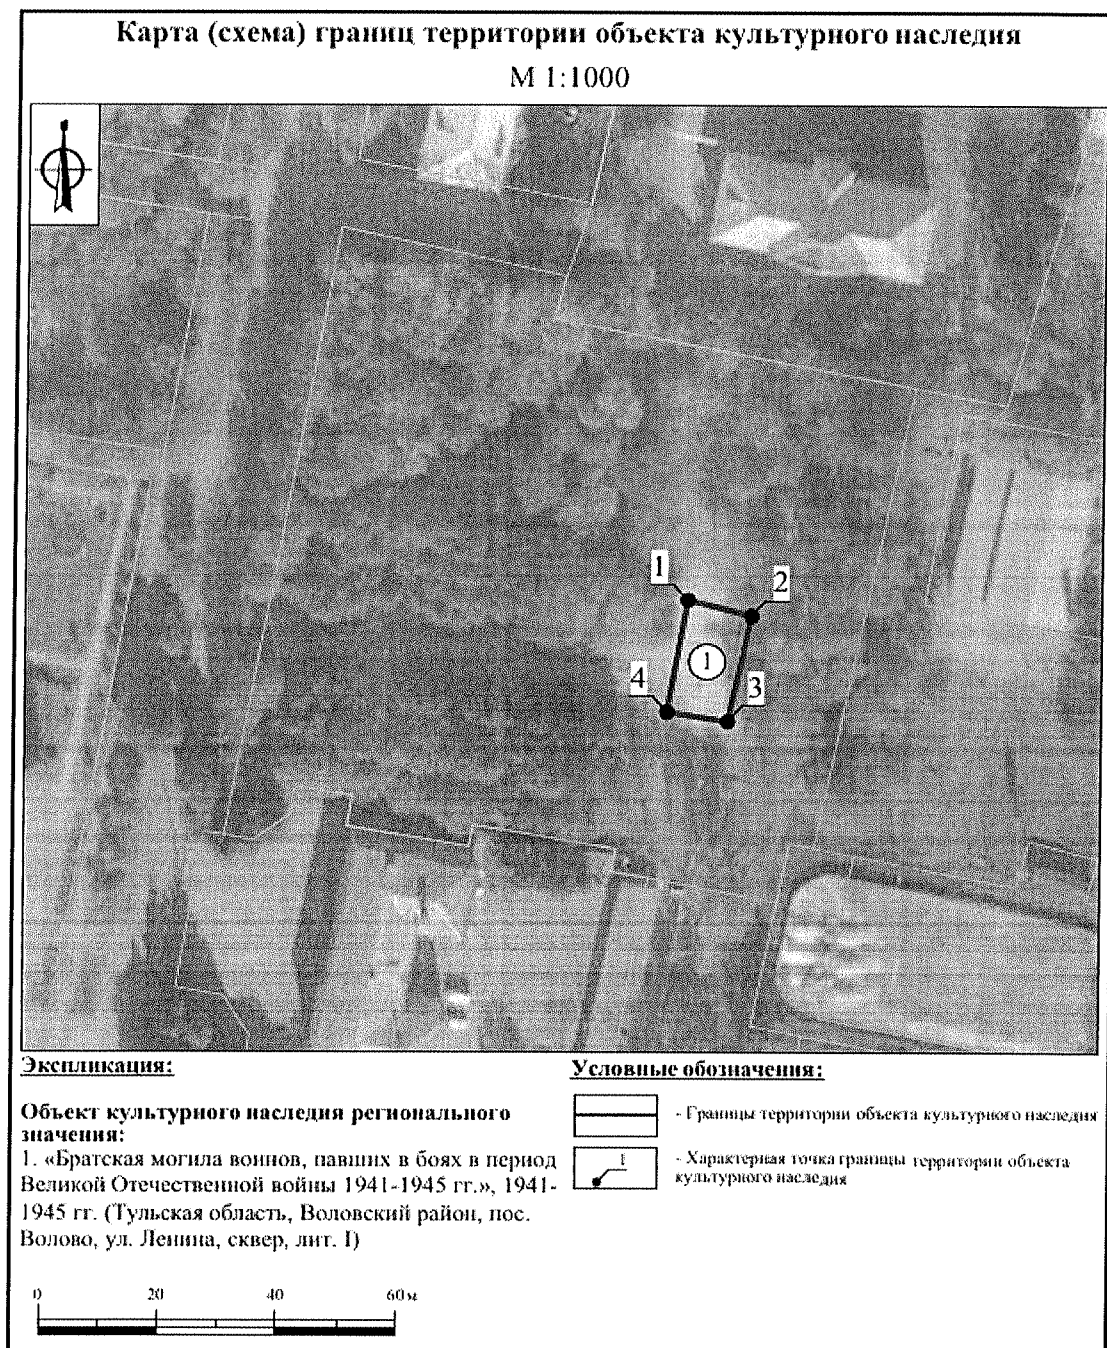 Карта (схема) границ территории объекта культурного наследия
М 1:1000
1
2
1
4
3
Экспликация:
Объект культурного наследия регионального
значения:
1. «Братская могила воинов, павших в боях в период
Великой Отечественной войны 1941-1945 гг.», 1941-
1945 гг. (Тульская область, Воловский район, пос.
Волово, ул. Ленина, сквер, лит. I)
0 20 40 60 м
Условные обозначения:
- Границы территории объекта культурного наследия
1
- Характерная точка границы территории объекта
культурного наследия